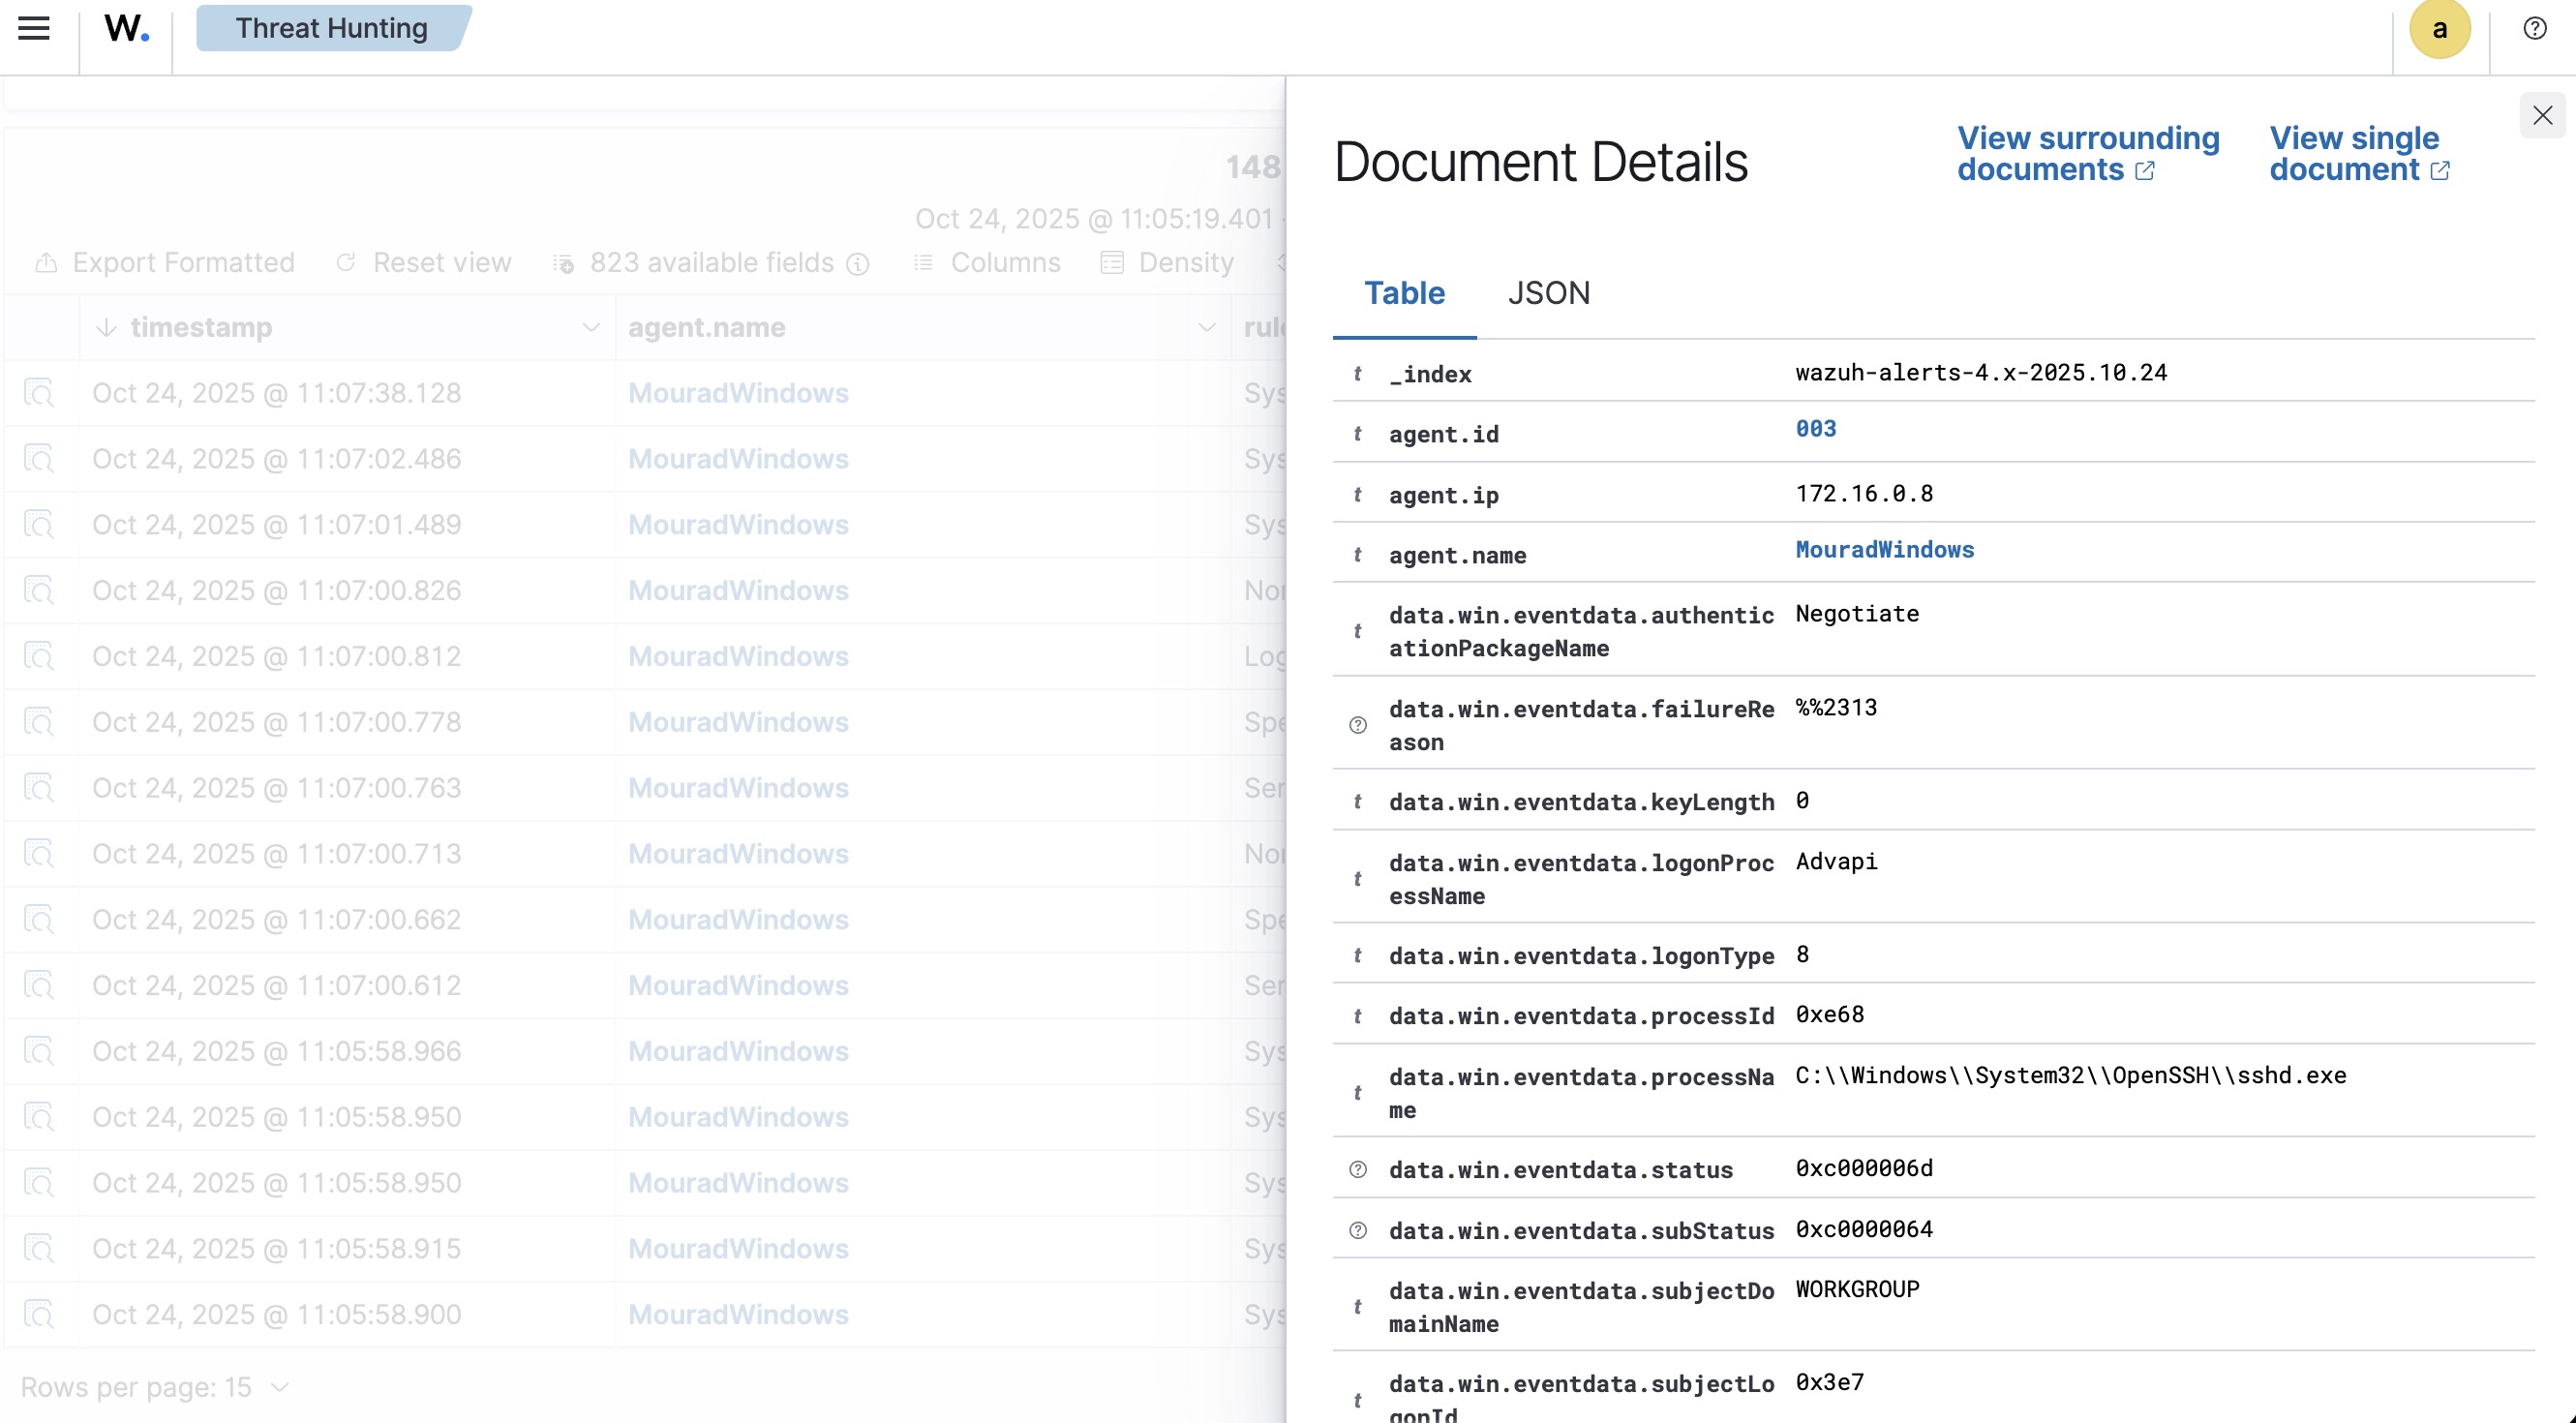 W.
Threat Hunting
a
148
Oct 24, 2025 @ 11:05:19.401 -
Export Formatted
Reset view
823 available fields
Columns
Density
timestamp
agent.name
Oct 24, 2025 @ 11:07:38.128 MouradWindows Sys
Oct 24, 2025 @ 11:07:02.486 MouradWindows Sys
Oct 24, 2025 @ 11:07:01.489 MouradWindows Sys
Oct 24, 2025 @ 11:07:00.826 MouradWindows
Oct 24, 2025 @ 11:07:00.812 MouradWindows
Oct 24, 2025 @ 11:07:00.778 MouradWindows Spe
Oct 24, 2025 @ 11:07:00.763 MouradWindows Ser
Oct 24, 2025 @ 11:07:00.713 MouradWindows
Oct 24, 2025 @ 11:07:00.662 MouradWindows Spe
Oct 24, 2025 @ 11:07:00.612 MouradWindows Ser
Oct 24, 2025 @ 11:05:58.966 MouradWindows Sys
Oct 24, 2025 @ 11:05:58.950 MouradWindows Sys
Oct 24, 2025 @ 11:05:58.950 MouradWindows Sys
Oct 24, 2025 @ 11:05:58.915 MouradWindows Sys
Oct 24, 2025 @ 11:05:58.900 MouradWindows Sys
Rows per page: 15
Document Details
View surrounding
documents
View single
document
Table
JSON
t _index wazuh-alerts-4.x-2025.10.24
t agent.id 003
t agent.ip 172.16.0.8
t agent.name MouradWindows
t data.win.eventdata.authentic Negotiate
ationPackageName
data.win.eventdata.failureRe %%2313
ason
t data.win.eventdata.keyLength 0
t data.win.eventdata.logonProc Advapi
essName
t data.win.eventdata.logonType 8
t data.win.eventdata.processId 0xe68
t data.win.eventdata.processNa C:\\Windows\\System32\\OpenSSH\\sshd.exe
me
data.win.eventdata.status 0xc000006d
data.win.eventdata.subStatus 0xc0000064
t data.win.eventdata.subjectDo WORKGROUP
mainName
t data.win.eventdata.subjectLo 0x3e7
gonId